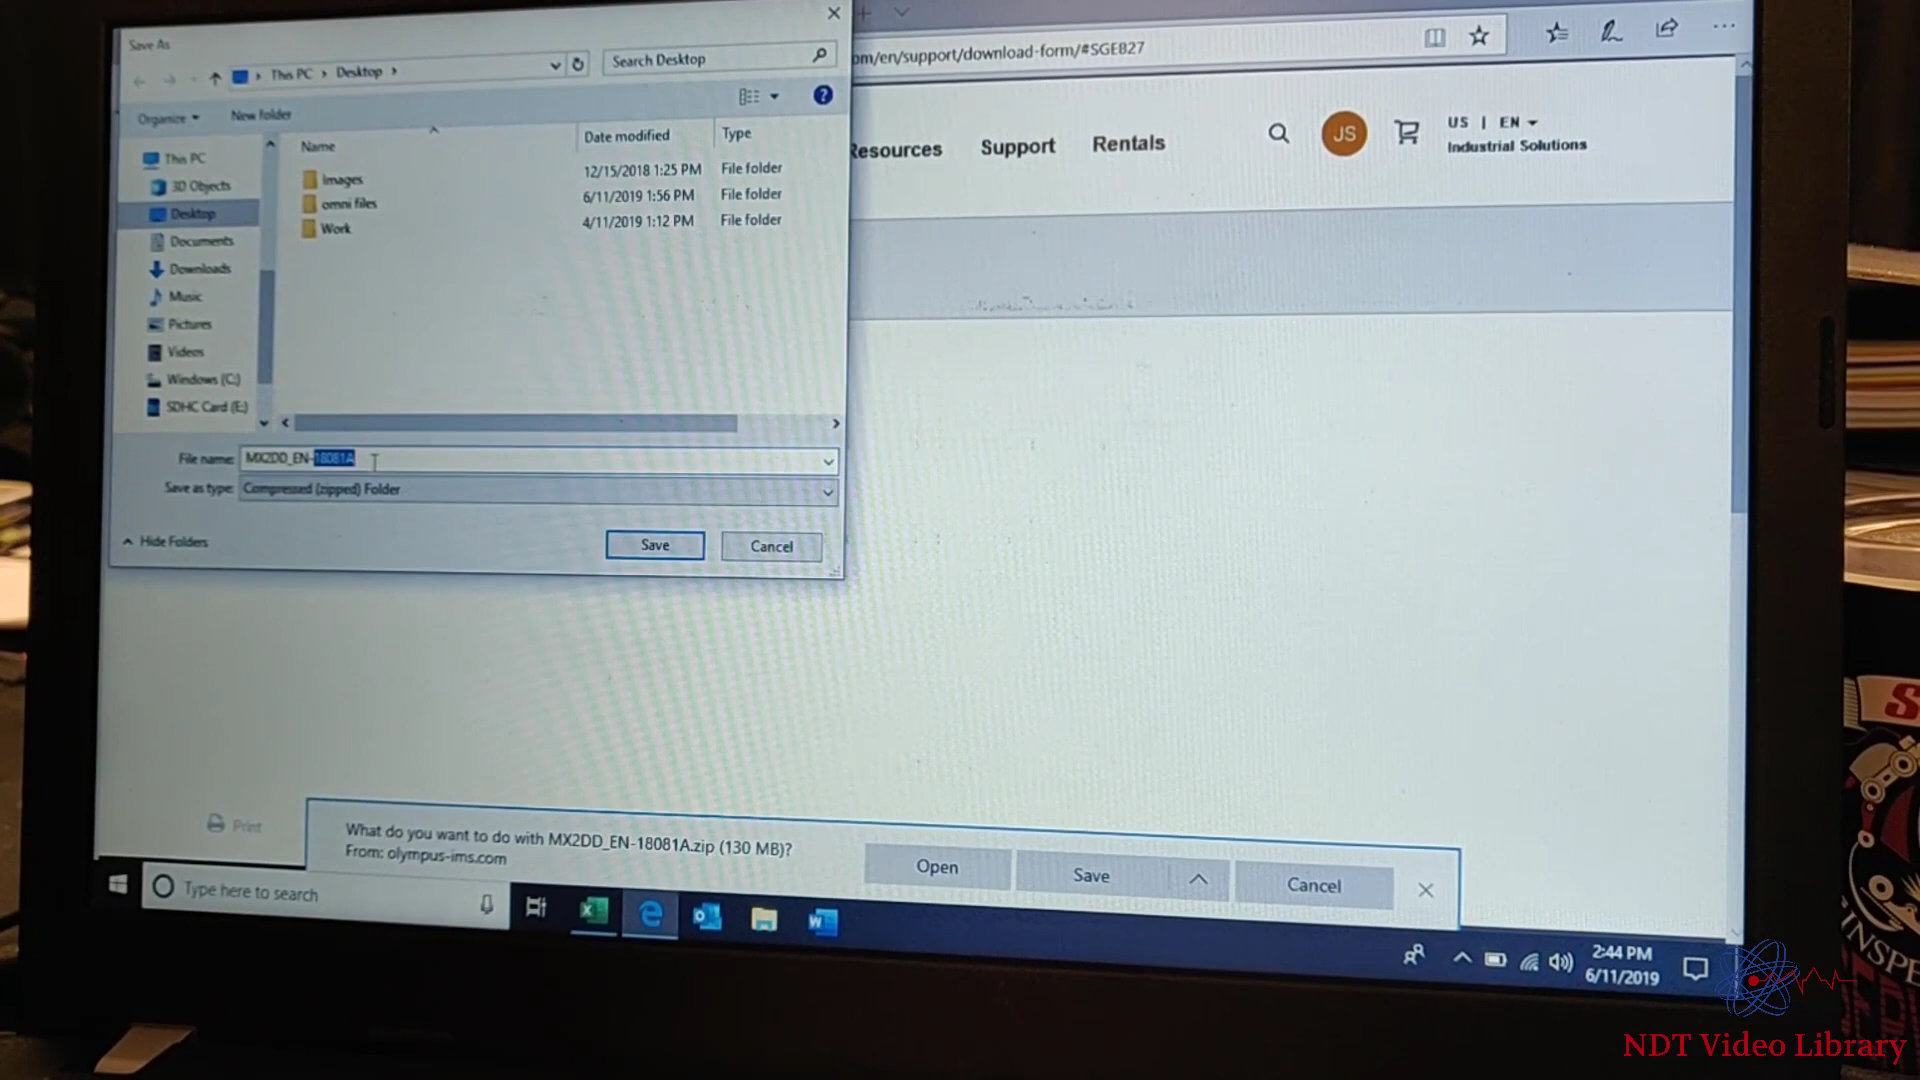 Save As
This PC > Desktop >
Search Desktop
om/en/support/download-form/#SGE827
Organize
New folder
Resources
Support
Rentals
JS
US | EN
Industrial Solutions
Name
Date modified
Type
This PC
3D Objects
Desktop
Documents
Downloads
Music
Pictures
Videos
Windows (C:)
SDHC Card (E:)
Images
12/15/2018 1:25 PM
File folder
omni files
6/11/2019 1:56 PM
File folder
Work
4/11/2019 1:12 PM
File folder
File name:
MX2DD_EN-18081A
Save as type:
Compressed (zipped) Folder
Hide Folders
Save
Cancel
Print
What do you want to do with MX2DD_EN-18081A.zip (130 MB)?
From: olympus-ims.com
Open
Save
Cancel
Type here to search
2:44 PM
6/11/2019
NDT Video Library